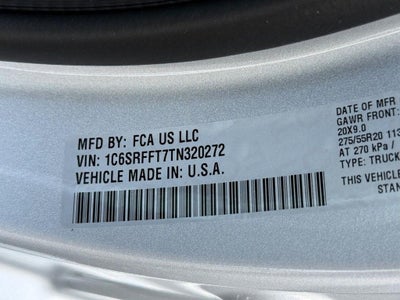 MFD BY: FCA US LLC
VIN: 1C6SRFFT7TN320272
VEHICLE MADE IN: U.S.A.
DATE OF MFR
GAWR FRONT:
20X9.0
275/55R20 113
AT 270 kPa /
TYPE: TRUCK
THIS VEHICLE
STAN